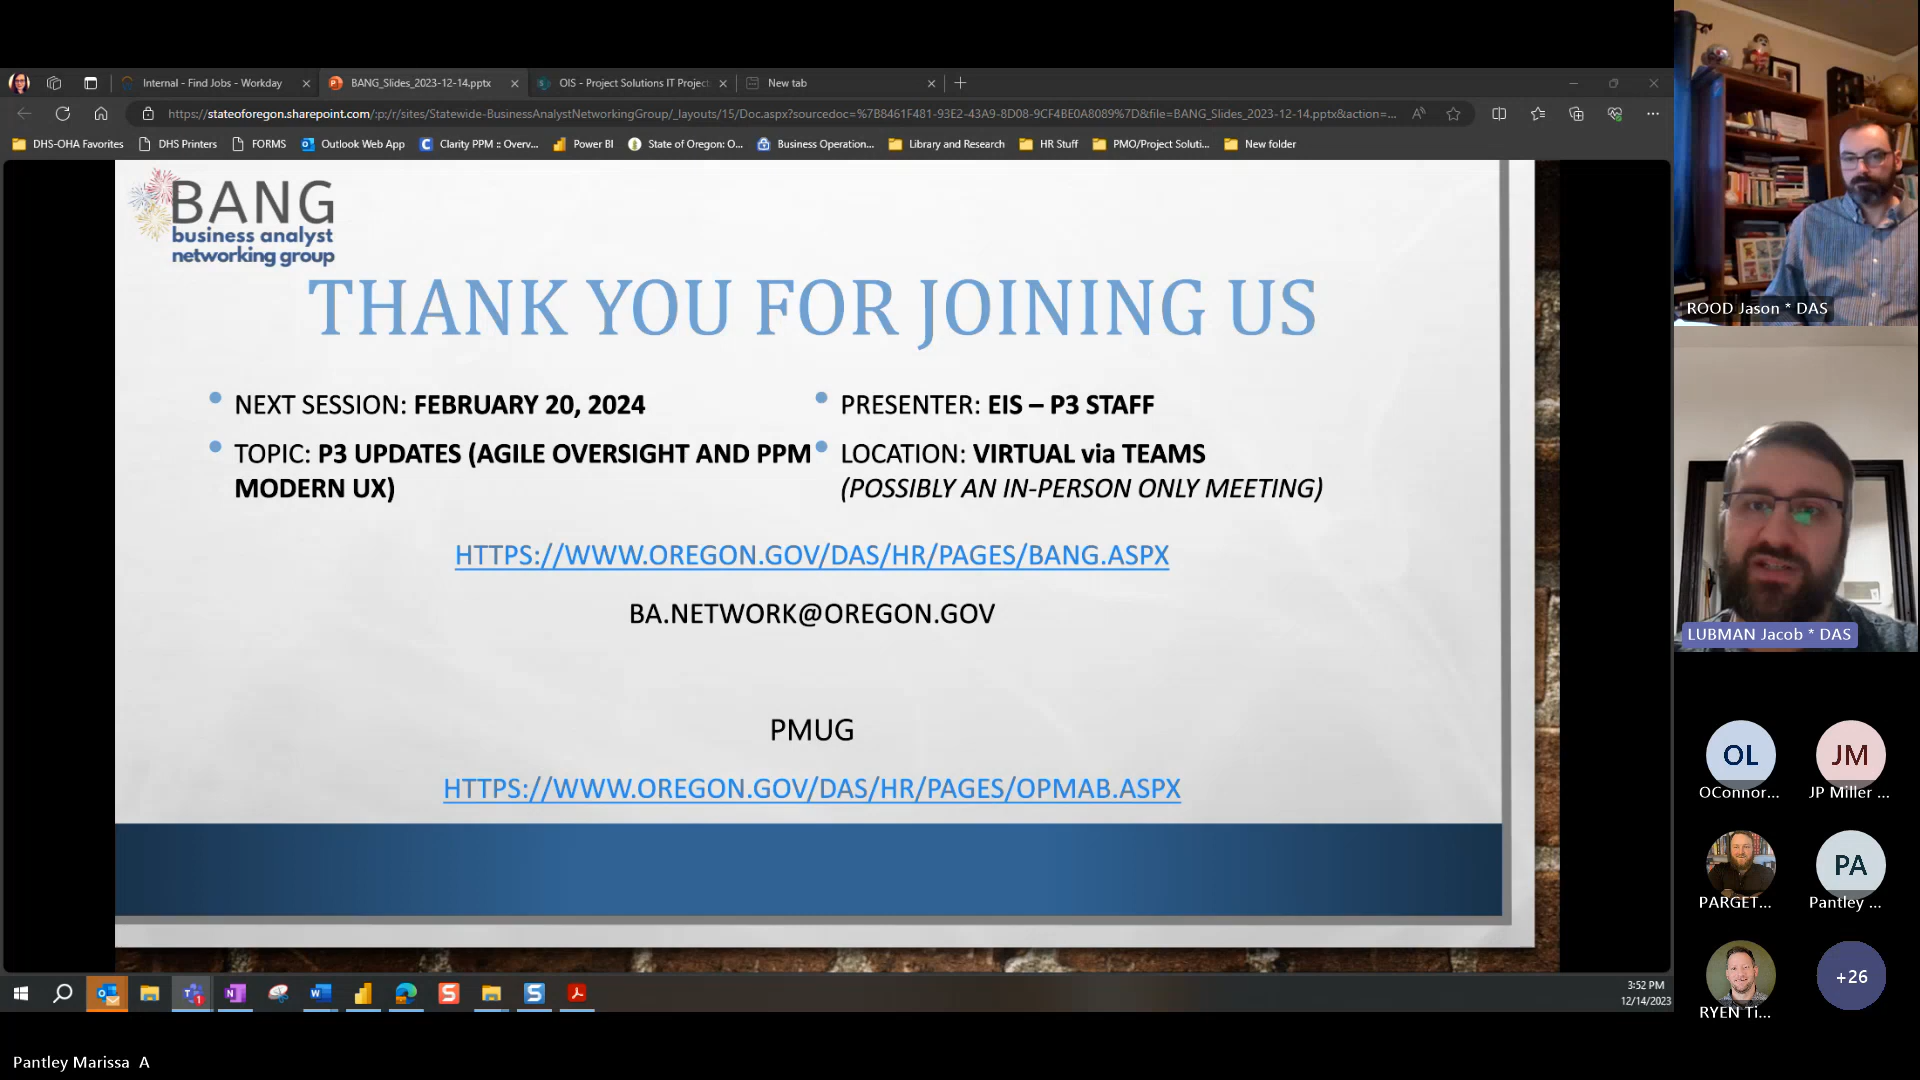 Internal - Find Jobs - Workday
BANG_Slides_2023-12-14.pptx
OIS - Project Solutions IT Project
New tab
https://stateoforegon.sharepoint.com/:p:/r/sites/Statewide-BusinessAnalystNetworkingGroup/_layouts/15/Doc.aspx?sourcedoc=%7B8461F481-93E2-43A9-8D08-9CF4BE0A8089%7D&file=BANG_Slides_2023-12-14.pptx&action=...
DHS-OHA Favorites
DHS Printers
FORMS
Outlook Web App
Clarity PPM :: Overv...
Power BI
State of Oregon: O...
Business Operation...
Library and Research
HR Stuff
PMO/Project Soluti...
New folder
BANG
business analyst
networking group
THANK YOU FOR JOINING US
NEXT SESSION: FEBRUARY 20, 2024
TOPIC: P3 UPDATES (AGILE OVERSIGHT AND PPM
MODERN UX)
PRESENTER: EIS – P3 STAFF
LOCATION: VIRTUAL via TEAMS
(POSSIBLY AN IN-PERSON ONLY MEETING)
HTTPS://WWW.OREGON.GOV/DAS/HR/PAGES/BANG.ASPX
BA.NETWORK@OREGON.GOV
PMUG
HTTPS://WWW.OREGON.GOV/DAS/HR/PAGES/OPMAB.ASPX
3:52 PM
12/14/2023
ROOD Jason * DAS
LUBMAN Jacob * DAS
OL
OConnor...
JM
JP Miller ...
PARGET...
PA
Pantley ...
RYEN Ti...
+26
Pantley Marissa A